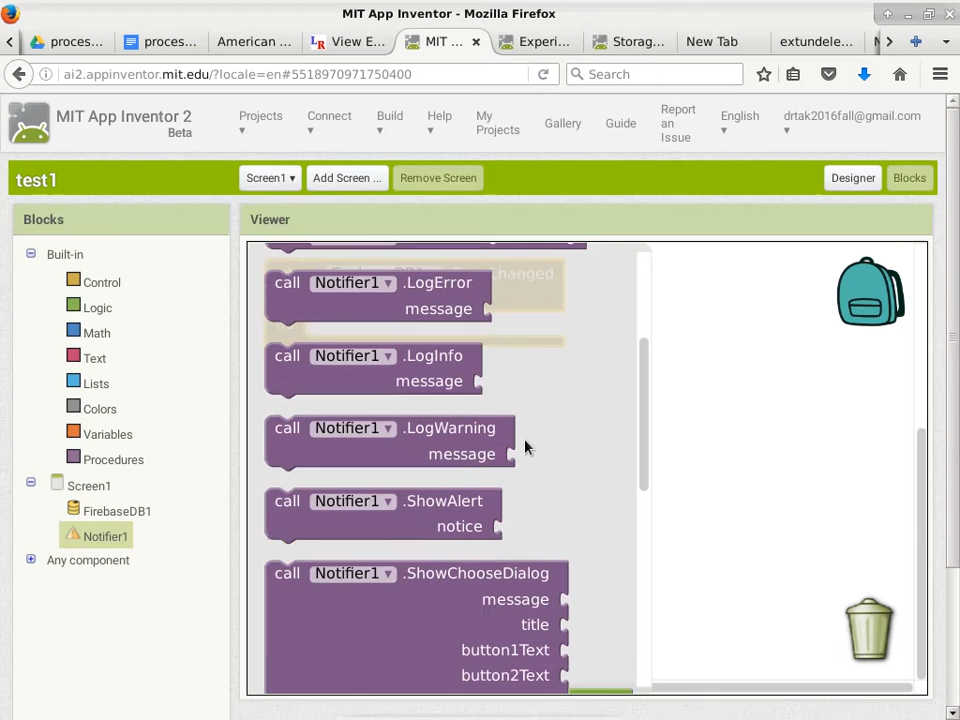 MIT App Inventor - Mozilla Firefox
proces...
proces...
American ...
View E...
MIT ...
Experi...
Storag...
New Tab
extundele...
ai2.appinventor.mit.edu/?locale=en#5518970971750400
Search
MIT App Inventor 2
Beta
Projects
Connect
Build
Help
My
Projects
Gallery
Guide
Report
an
Issue
English
drtak2016fall@gmail.com
test1
Screen1
Add Screen ...
Remove Screen
Designer
Blocks
Blocks
Viewer
Built-in
Control
Logic
Math
Text
Lists
Colors
Variables
Procedures
Screen1
FirebaseDB1
Notifier1
Any component
call Notifier1 .LogError
message
call Notifier1 .LogInfo
message
call Notifier1 .LogWarning
message
call Notifier1 .ShowAlert
notice
call Notifier1 .ShowChooseDialog
message
title
button1Text
button2Text